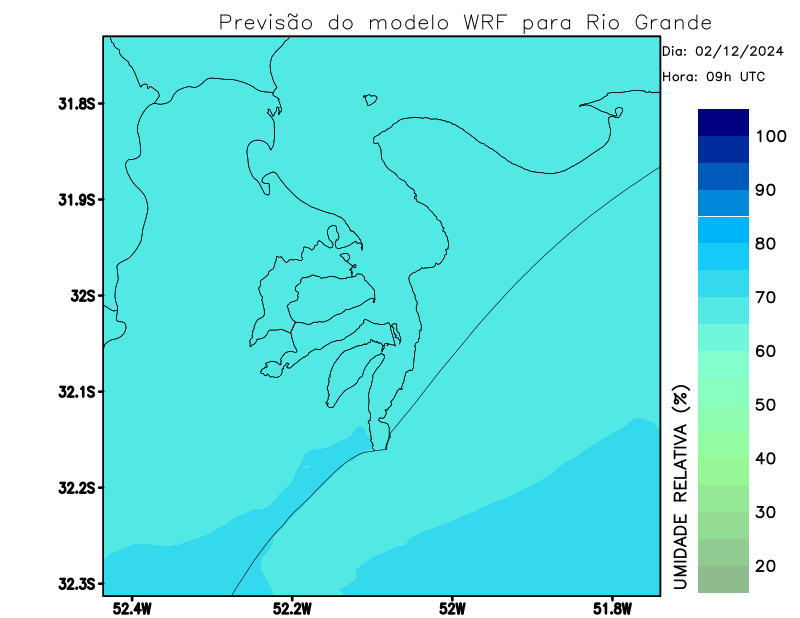 Previsão do modelo WRF para Rio Grande
Dia: 02/12/2024
Hora: 09h UTC
31.8S
31.9S
32S
32.1S
32.2S
32.3S
52.4W
52.2W
52W
51.8W
UMIDADE RELATIVA (%)
100
90
80
70
60
50
40
30
20